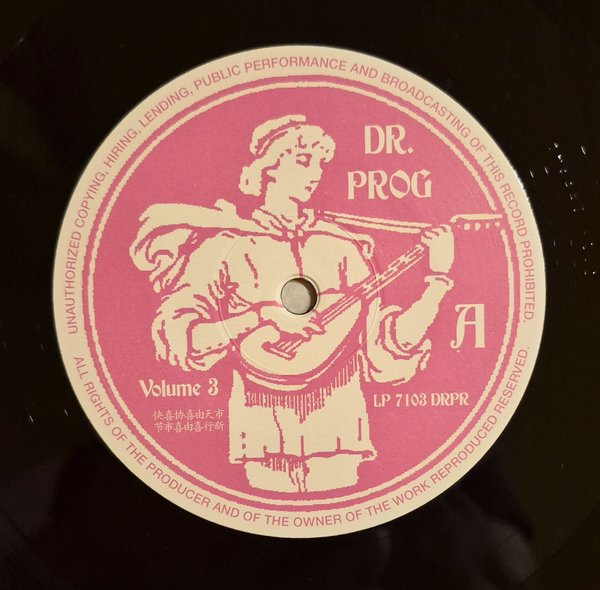 UNAUTHORIZED COPYING, HIRING, LENDING, PUBLIC PERFORMANCE AND BROADCASTING OF THIS RECORD PROHIBITED.
DR.
PROG
A
Volume 3
LP 7103 DRPR
快喜协喜由天市
节市喜由喜行新
ALL RIGHTS OF THE PRODUCER AND OF THE OWNER OF THE WORK REPRODUCED RESERVED.